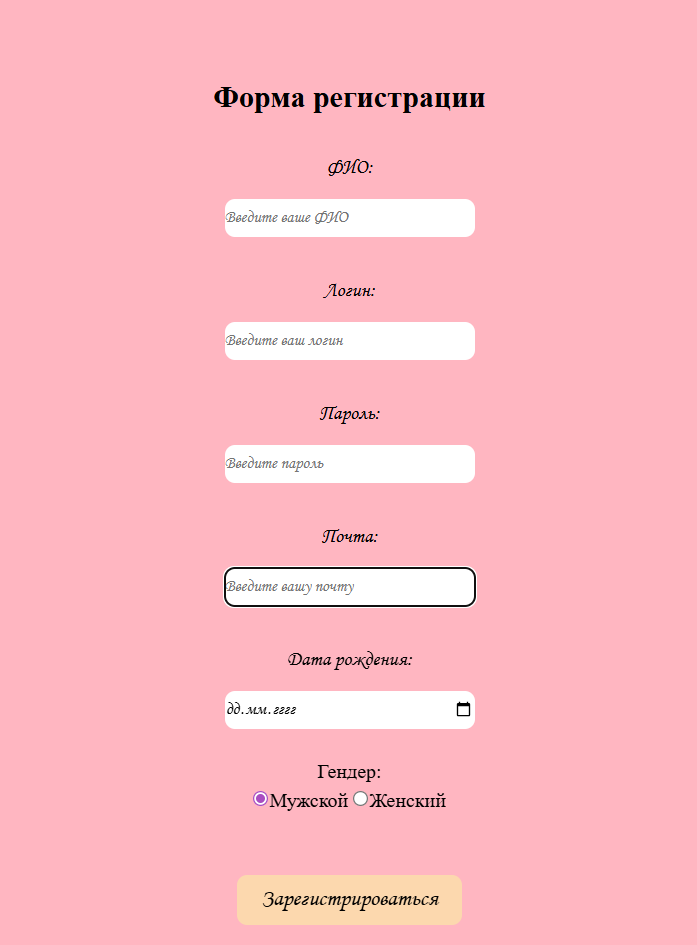 Форма регистрации
ФИО:
Введите ваше ФИО
Логин:
Введите ваш логин
Пароль:
Введите пароль
Почта:
Введите вашу почту
Дата рождения:
дд.мм.гггг
Гендер:
Мужской Женский
Зарегистрироваться